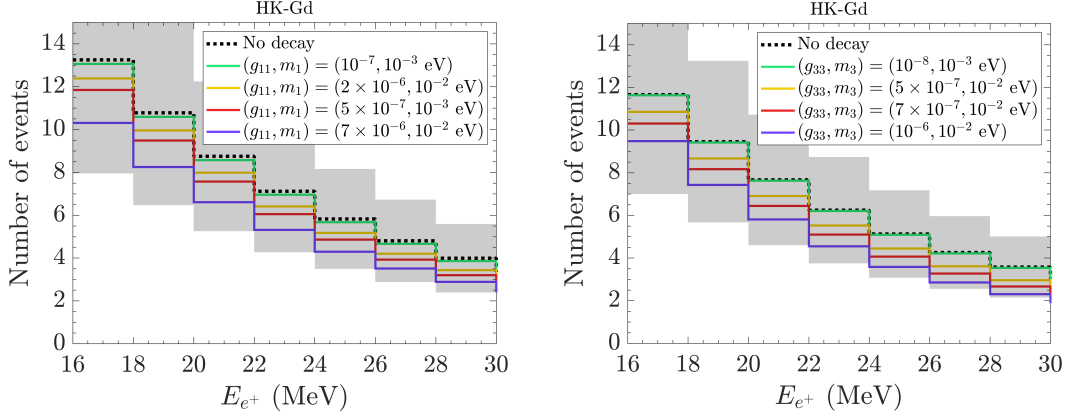 HK-Gd
Number of events
14
12
10
8
6
4
2
0
No decay
(g₁₁, m₁) = (10⁻⁷, 10⁻³ eV)
(g₁₁, m₁) = (2 × 10⁻⁶, 10⁻² eV)
(g₁₁, m₁) = (5 × 10⁻⁷, 10⁻³ eV)
(g₁₁, m₁) = (7 × 10⁻⁶, 10⁻² eV)
16 18 20 22 24 26 28 30
E_{e⁺} (MeV)
HK-Gd
Number of events
14
12
10
8
6
4
2
0
No decay
(g₃₃, m₃) = (10⁻⁸, 10⁻³ eV)
(g₃₃, m₃) = (5 × 10⁻⁷, 10⁻² eV)
(g₃₃, m₃) = (7 × 10⁻⁷, 10⁻² eV)
(g₃₃, m₃) = (10⁻⁶, 10⁻² eV)
16 18 20 22 24 26 28 30
E_{e⁺} (MeV)